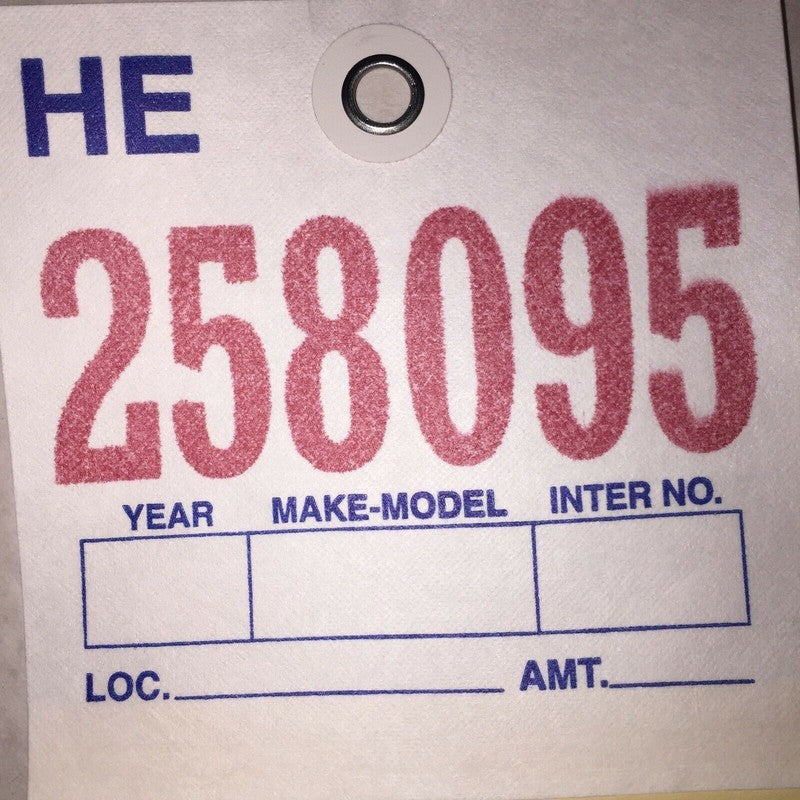 HE
258095
YEAR MAKE-MODEL INTER NO.
LOC. AMT.